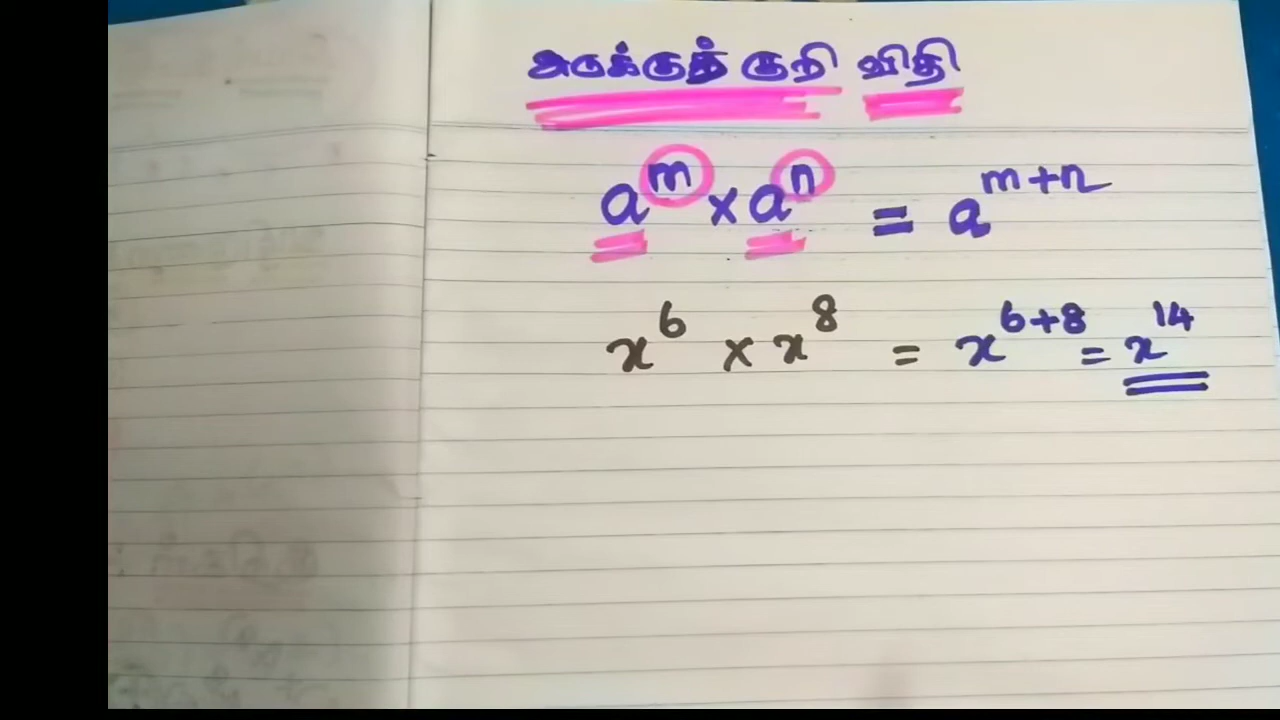 அடுக்குக் குறி விதி
a^m × a^n = a^{m+n}
x^6 × x^8 = x^{6+8} = x^{14}